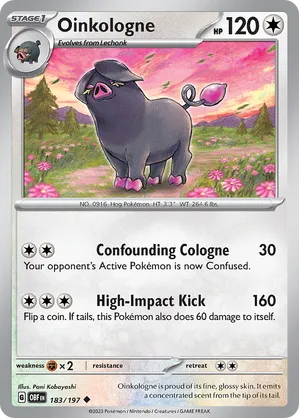 STAGE 1 Oinkologne HP 120
Evolves from Lechonk
NO. 0916 Hog Pokémon HT: 3'3" WT: 264.6 lbs.
Confounding Cologne 30
Your opponent's Active Pokémon is now Confused.
High-Impact Kick 160
Flip a coin. If tails, this Pokémon also does 60 damage to itself.
weakness ×2 resistance retreat
Illus. Pani Kobayashi
G OBF EN 183/197
Oinkologne is proud of its fine, glossy skin. It emits
a concentrated scent from the tip of its tail.
©2023 Pokémon / Nintendo / Creatures / GAME FREAK